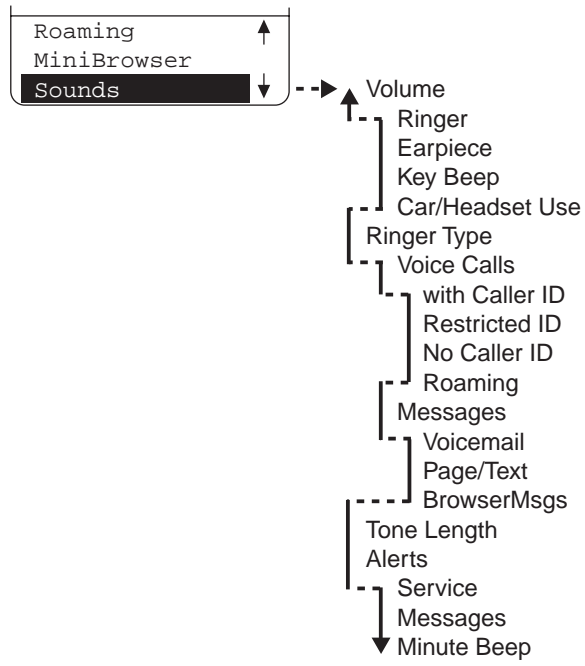 Roaming
MiniBrowser
Sounds
Volume
Ringer
Earpiece
Key Beep
Car/Headset Use
Ringer Type
Voice Calls
with Caller ID
Restricted ID
No Caller ID
Roaming
Messages
Voicemail
Page/Text
BrowserMsgs
Tone Length
Alerts
Service
Messages
Minute Beep